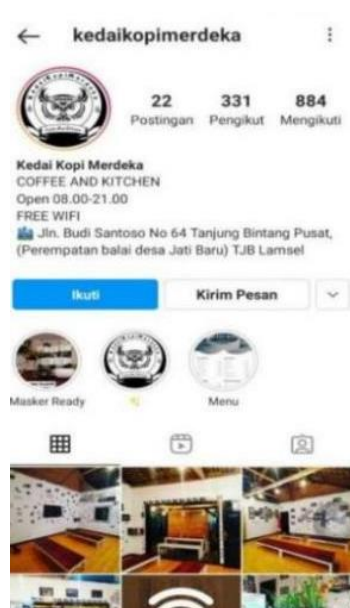 kedaikopimerdeka
22 331 884
Postingan Pengikut Mengikuti
Kedai Kopi Merdeka
COFFEE AND KITCHEN
Open 08.00-21.00
FREE WIFI
Jln. Budi Santoso No 64 Tanjung Bintang Pusat,
(Perempatan balai desa Jati Baru) TJB Lamsel
Ikuti Kirim Pesan
Masker Ready Menu